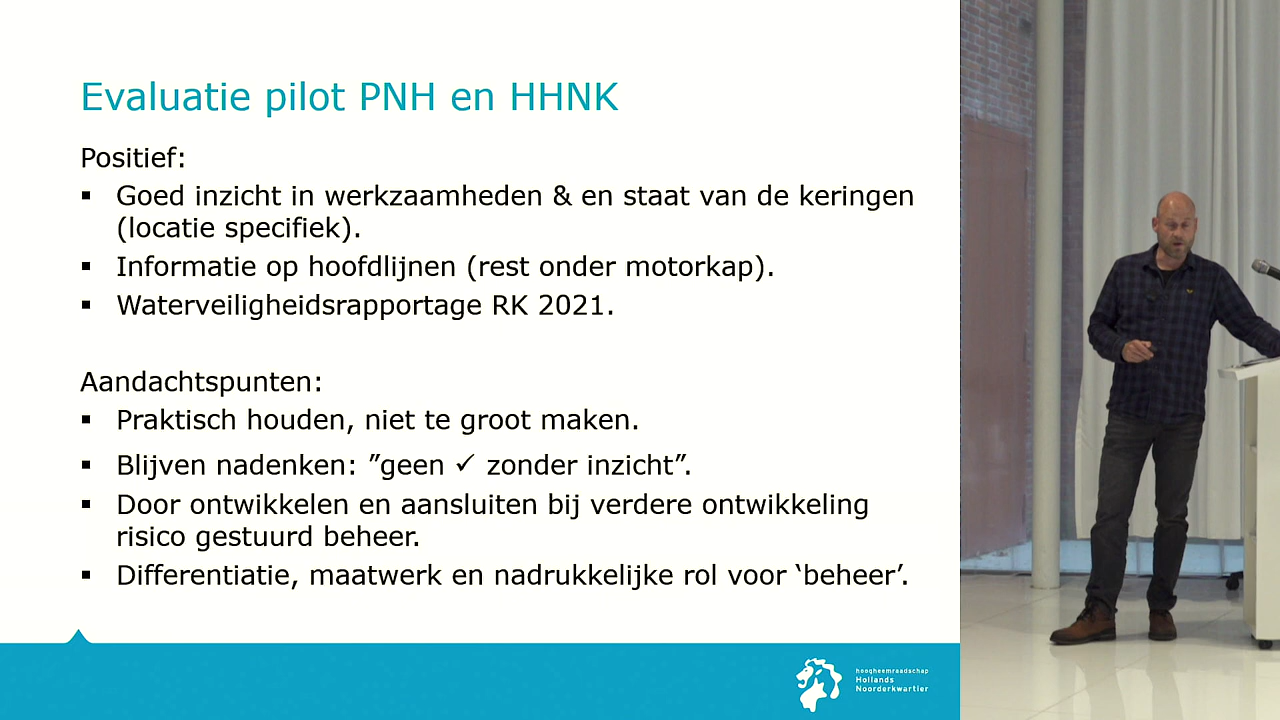 Evaluatie pilot PNH en HHNK
Positief:
▪ Goed inzicht in werkzaamheden & en staat van de keringen
(locatie specifiek).
▪ Informatie op hoofdlijnen (rest onder motorkap).
▪ Waterveiligheidsrapportage RK 2021.
Aandachtspunten:
▪ Praktisch houden, niet te groot maken.
▪ Blijven nadenken: ”geen ✓ zonder inzicht”.
▪ Door ontwikkelen en aansluiten bij verdere ontwikkeling
risico gestuurd beheer.
▪ Differentiatie, maatwerk en nadrukkelijke rol voor ‘beheer’.
hoogheemraadschap
Hollands
Noorderkwartier